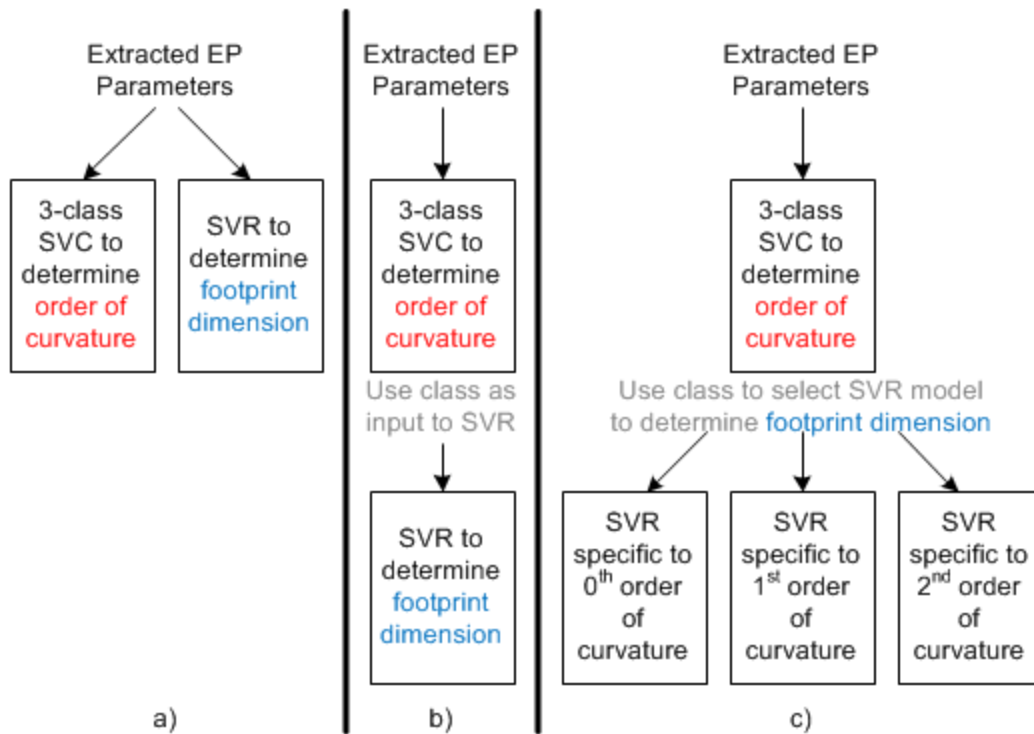 Extracted EP
Parameters
3-class
SVC to
determine
order of
curvature
SVR to
determine
footprint
dimension
a)
Extracted EP
Parameters
3-class
SVC to
determine
order of
curvature
Use class as
input to SVR
SVR to
determine
footprint
dimension
b)
Extracted EP
Parameters
3-class
SVC to
determine
order of
curvature
Use class to select SVR model
to determine footprint dimension
SVR
specific to
0th order
of
curvature
SVR
specific to
1st order
of
curvature
SVR
specific to
2nd order
of
curvature
c)